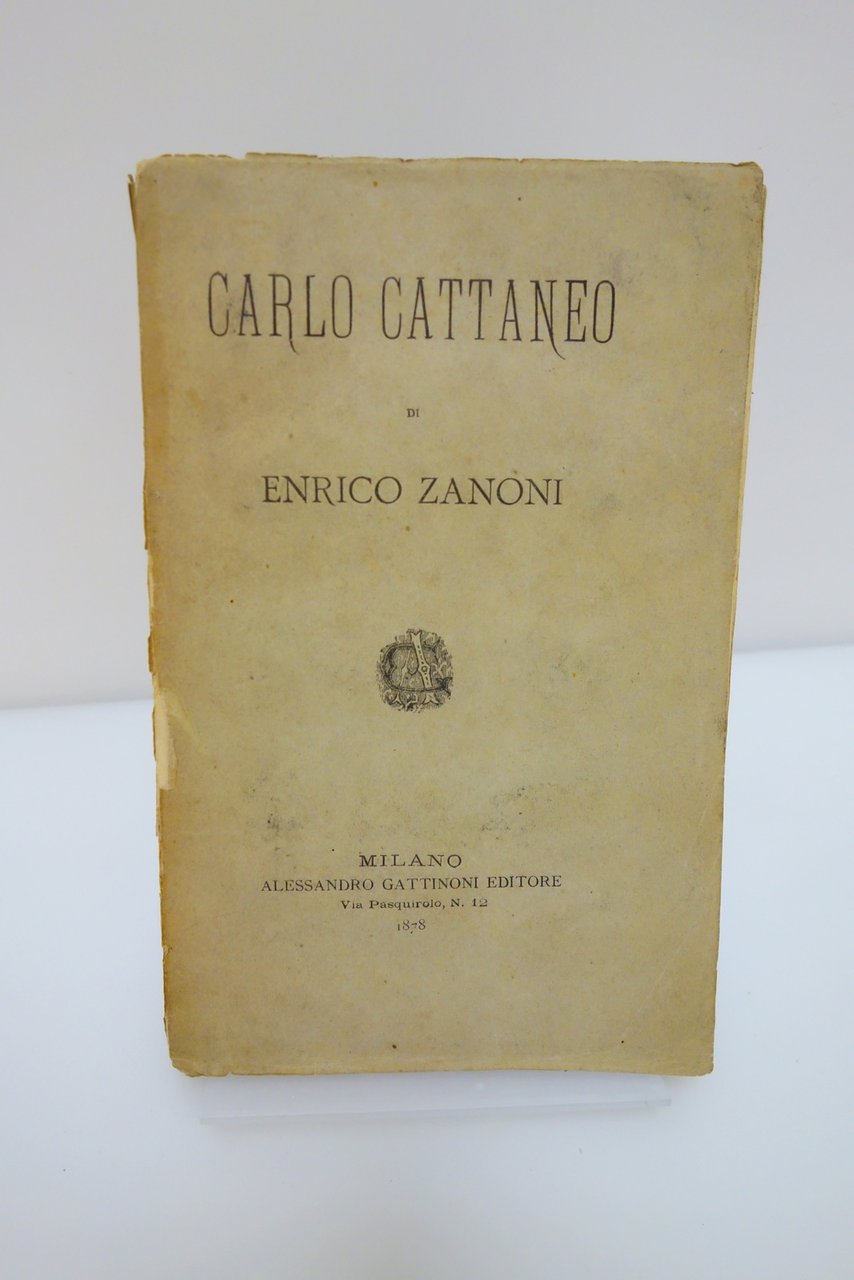 CARLO CATTANEO
DI
ENRICO ZANONI
MILANO
ALESSANDRO GATTINONI EDITORE
Via Pasquirolo, N. 12
1878